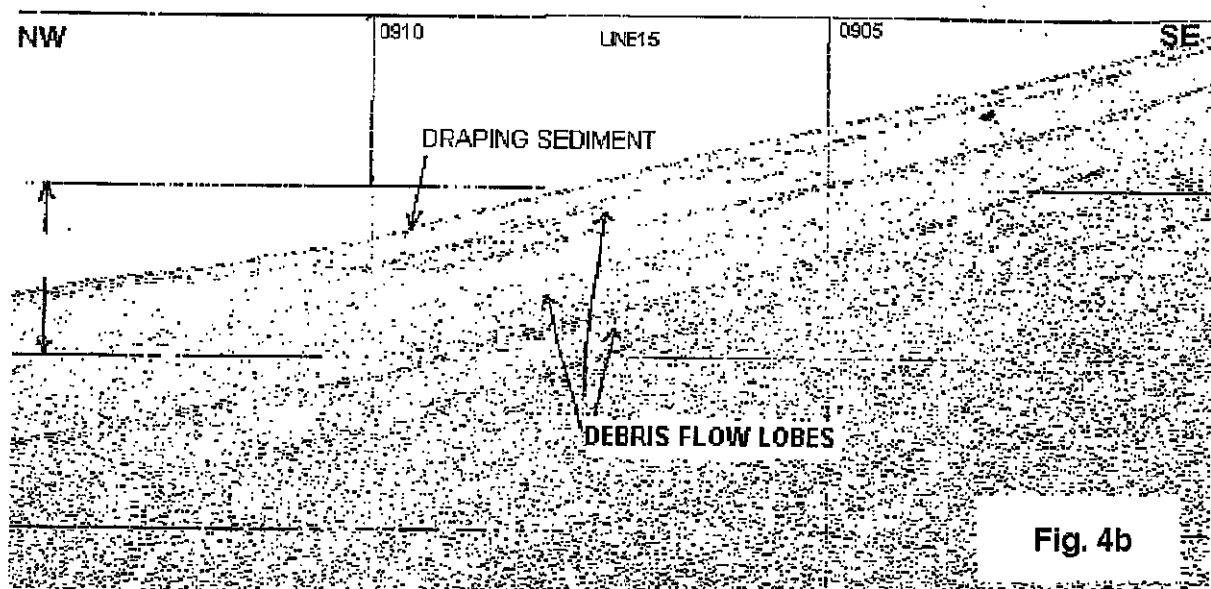 NW 0910 LINE15 0905 SE
DRAPING SEDIMENT
DEBRIS FLOW LOBES
Fig. 4b